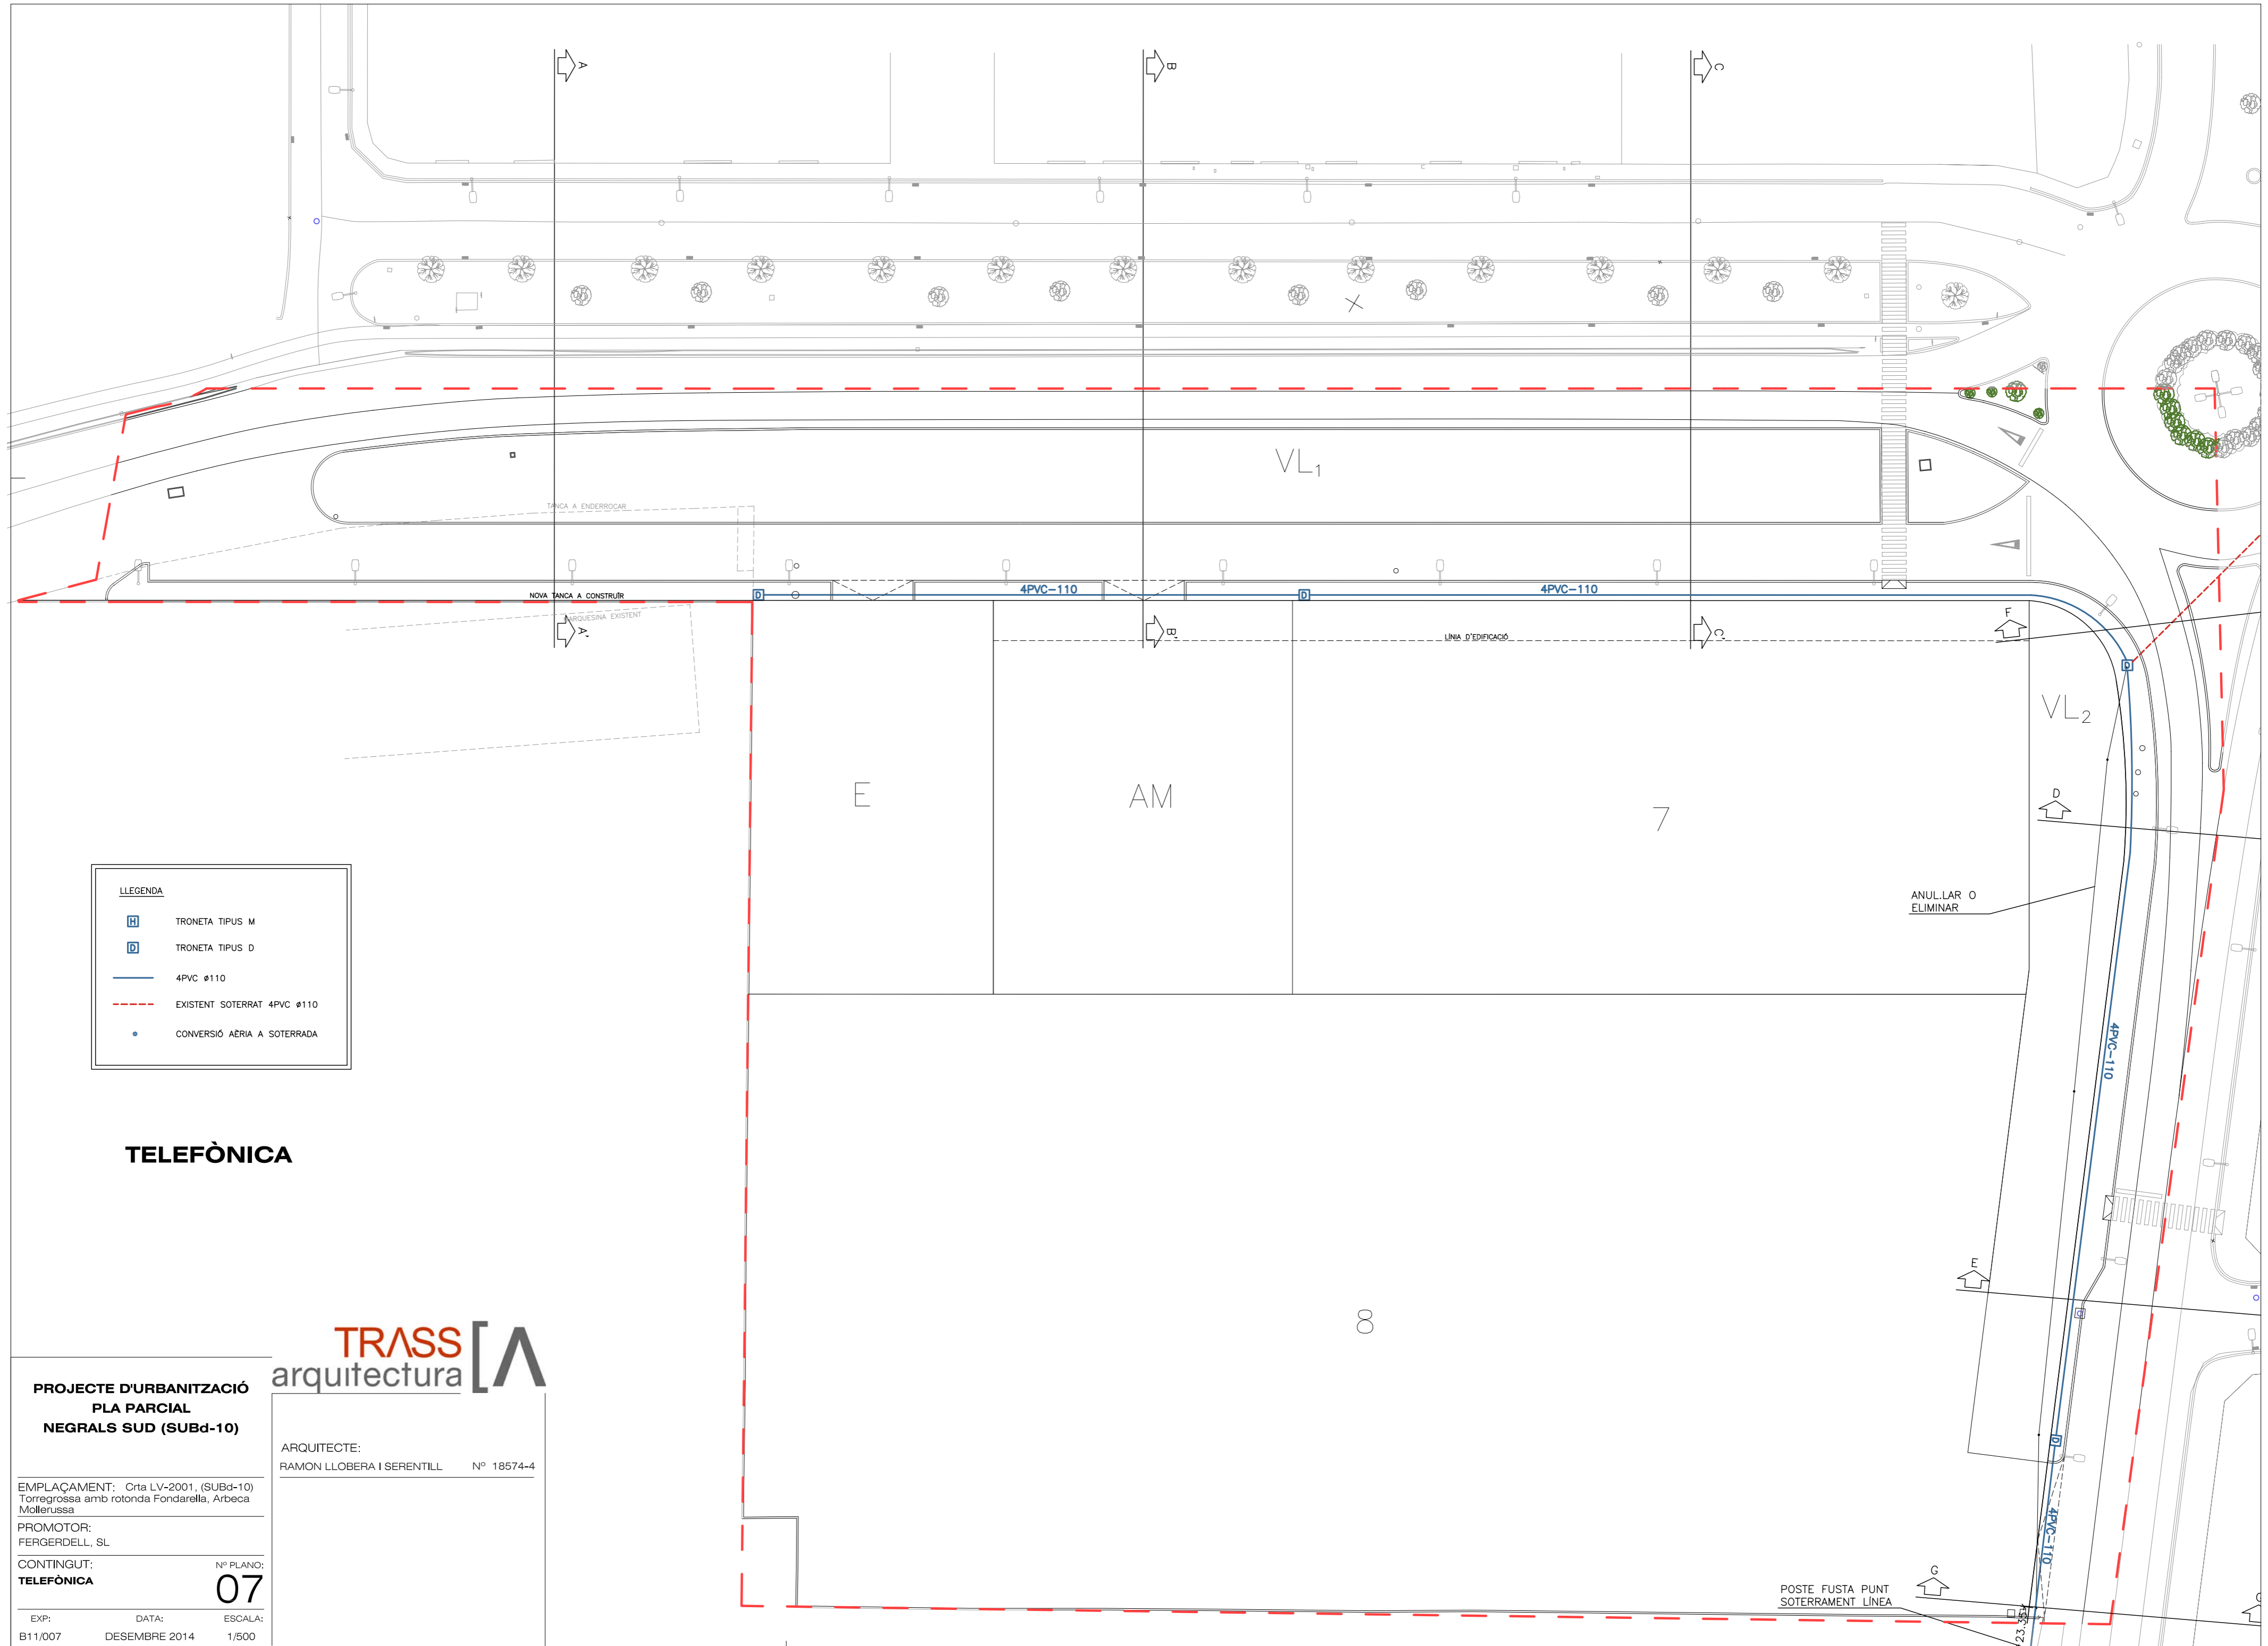 A
B
C
VL1
TANCA A ENDERROCAR
NOVA TANCA A CONSTRUÏR
MARQUESINA EXISTENT
D
4PVC-110
D
4PVC-110
A'
B'
LÍNIA D'EDIFICACIÓ
C'
F
D
VL2
E
AM
7
D
ANUL.LAR O
ELIMINAR
4PVC-110
LLEGENDA
H TRONETA TIPUS M
D TRONETA TIPUS D
4PVC ø110
EXISTENT SOTERRAT 4PVC ø110
CONVERSIÓ AÈRIA A SOTERRADA
TELEFÒNICA
E
8
D
4PVC-110
G
POSTE FUSTA PUNT
SOTERRAMENT LÍNEA
TRASS
arquitectura
PROJECTE D'URBANITZACIÓ
PLA PARCIAL
NEGRALS SUD (SUBd-10)
ARQUITECTE:
RAMON LLOBERA I SERENTILL Nº 18574-4
EMPLAÇAMENT: Crta LV-2001, (SUBd-10)
Torregrossa amb rotonda Fondarella, Arbeca
Mollerussa
PROMOTOR:
FERGERDELL, SL
CONTINGUT: Nº PLANO:
TELEFÒNICA 07
EXP: DATA: ESCALA:
B11/007 DESEMBRE 2014 1/500